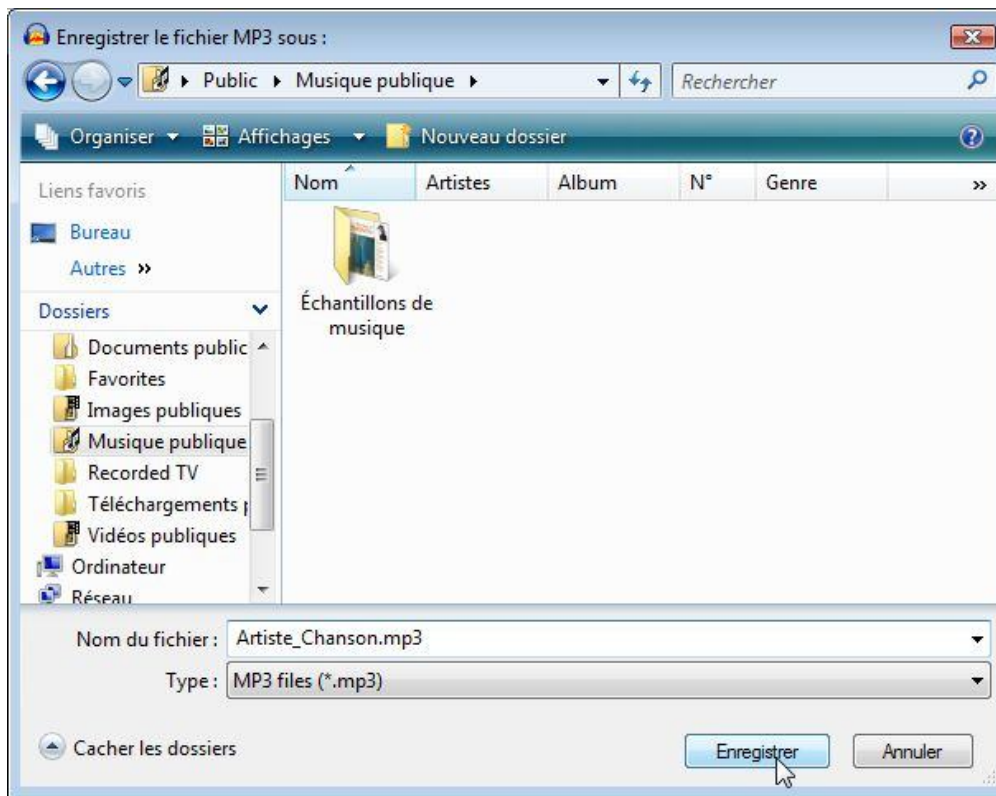 Enregistrer le fichier MP3 sous :
Public Musique publique Rechercher
Organiser Affichages Nouveau dossier
Liens favoris
Bureau
Autres »
Dossiers
Documents public
Favorites
Images publiques
Musique publique
Recorded TV
Téléchargements p
Vidéos publiques
Ordinateur
Réseau
Nom Artistes Album N° Genre »
Échantillons de
musique
Nom du fichier : Artiste_Chanson.mp3
Type : MP3 files (*.mp3)
Cacher les dossiers Enregistrer Annuler